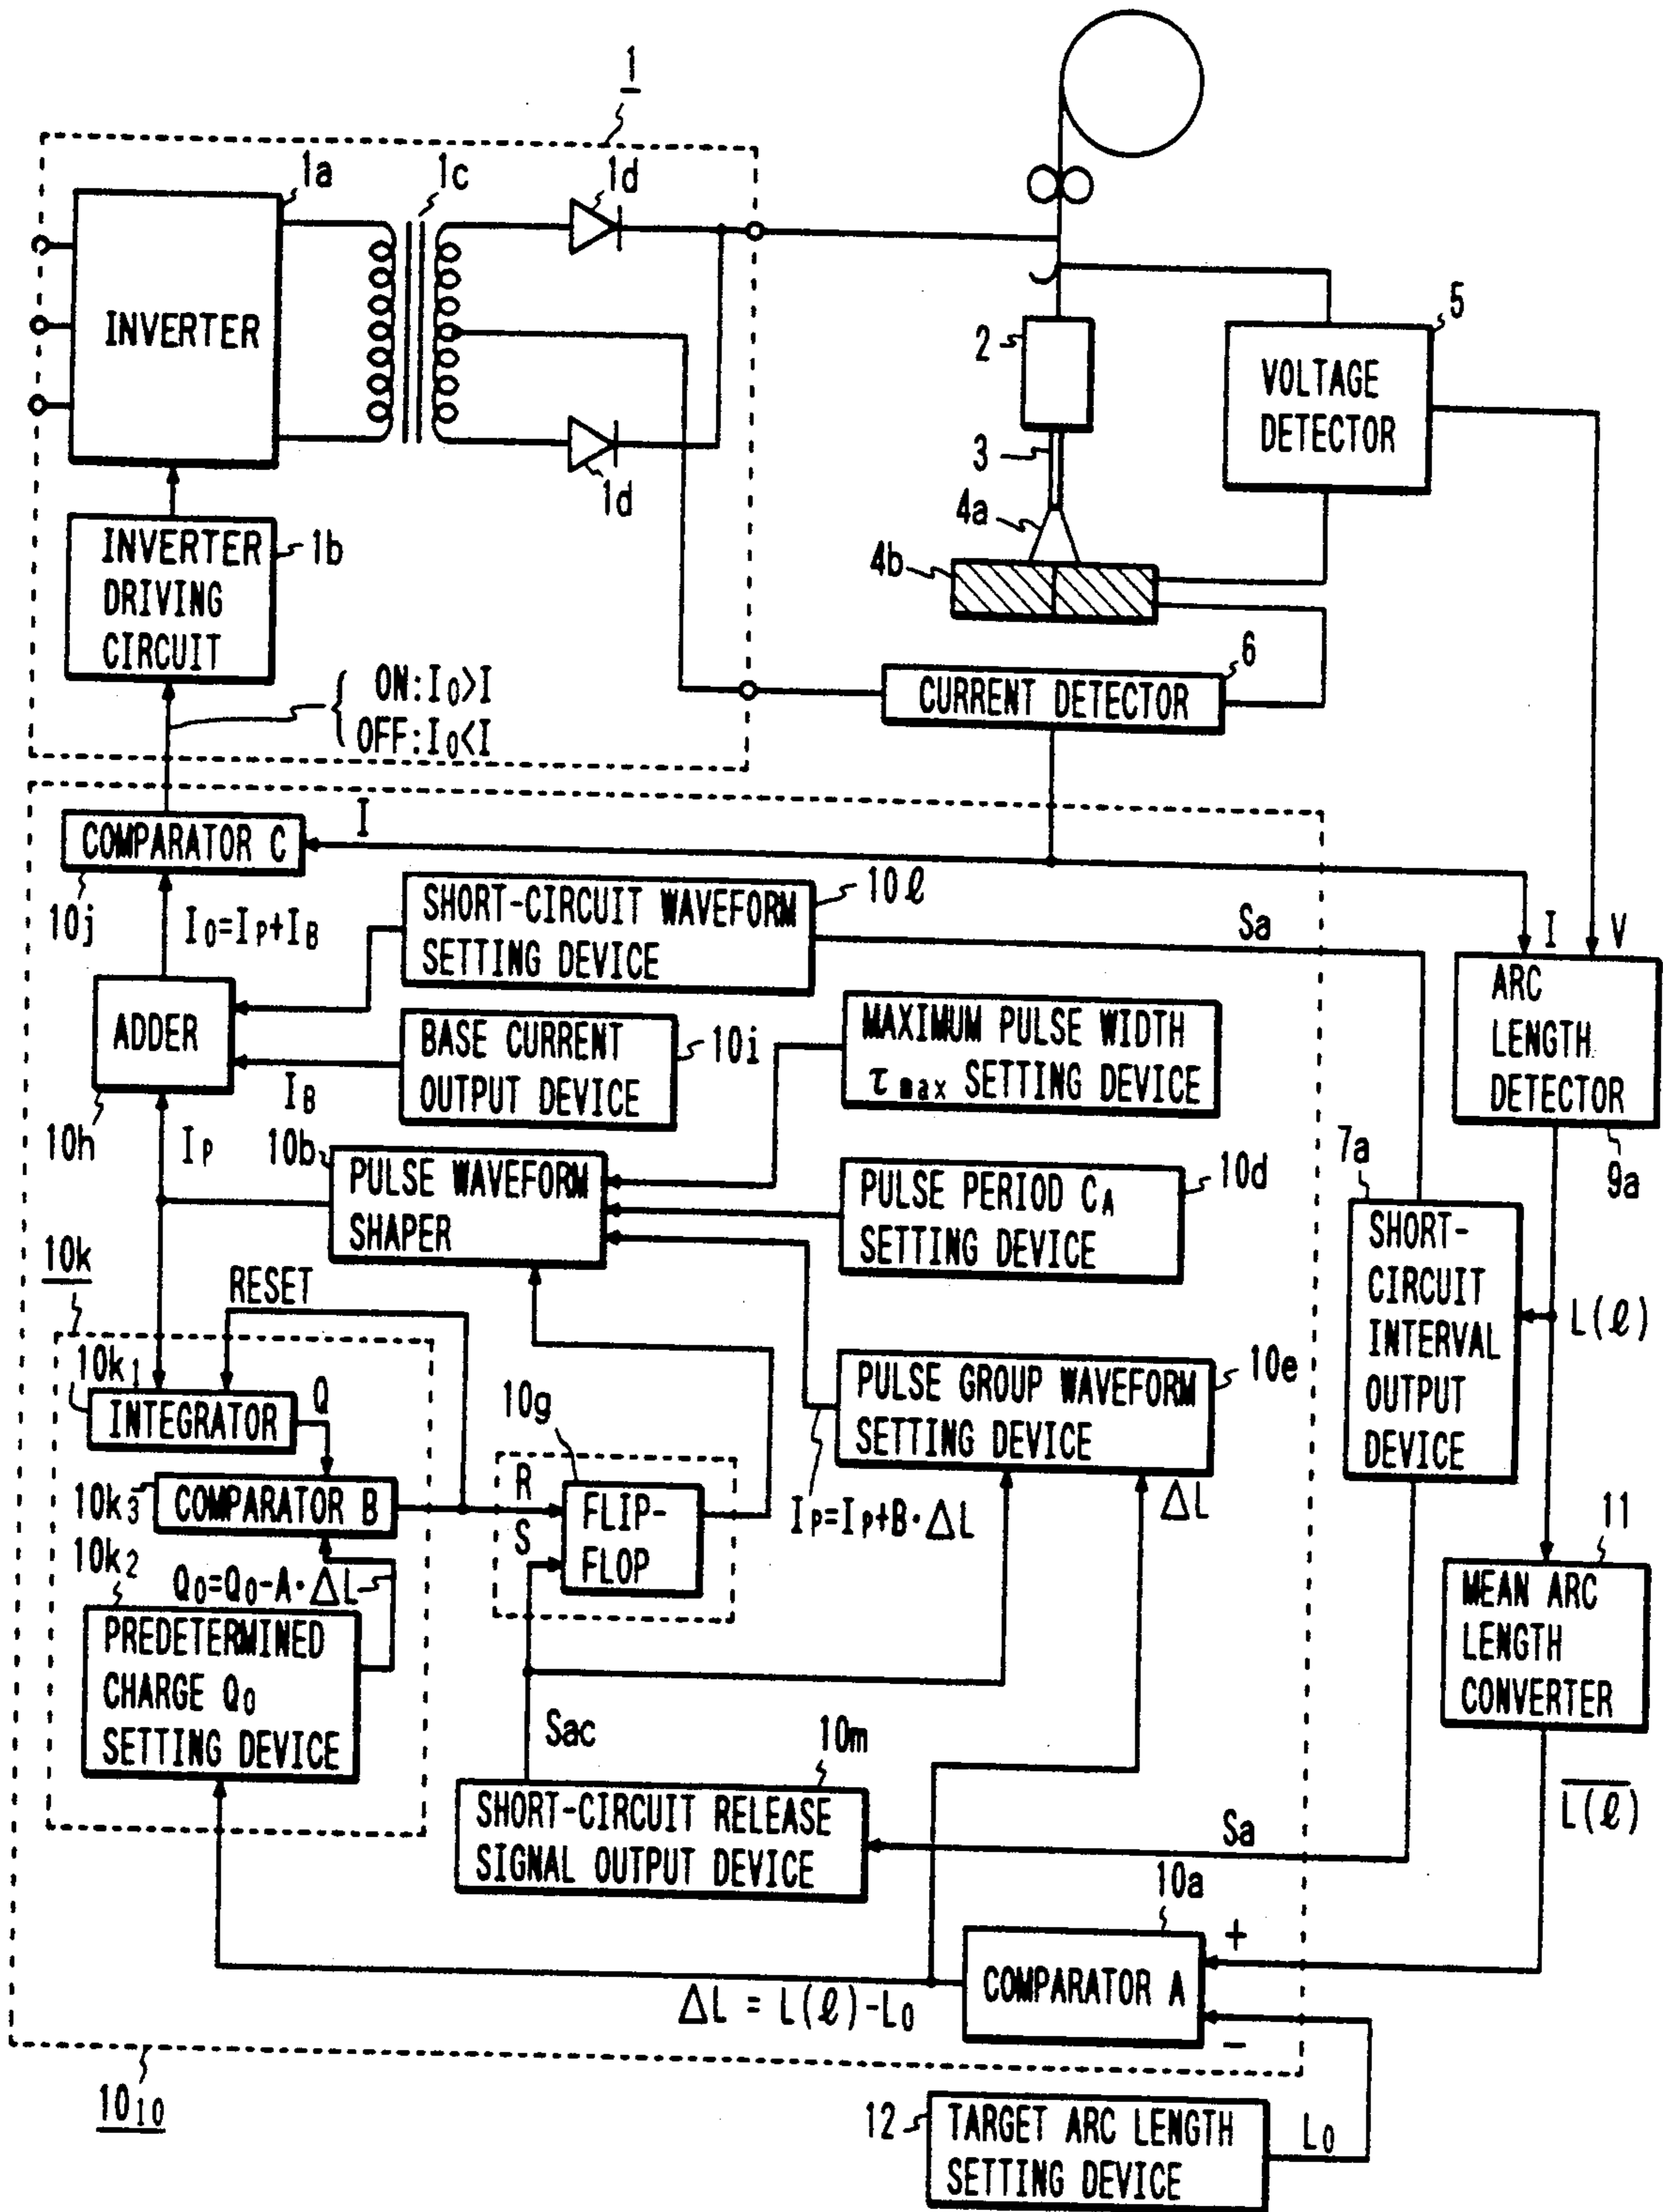 1
1a
1c
1d
INVERTER
1d
INVERTER
DRIVING
CIRCUIT
1b
ON:I0>I
OFF:I0<I
2
3
4a
4b
5
VOLTAGE
DETECTOR
6
CURRENT DETECTOR
COMPARATOR C
I
10j
I0=IP+IB
SHORT-CIRCUIT WAVEFORM
SETTING DEVICE
10ℓ
Sa
I
V
ARC
LENGTH
DETECTOR
9a
ADDER
10h
BASE CURRENT
OUTPUT DEVICE
10i
IB
MAXIMUM PULSE WIDTH
τmax SETTING DEVICE
IP
10b
PULSE WAVEFORM
SHAPER
PULSE PERIOD CA
SETTING DEVICE
10d
7a
SHORT-
CIRCUIT
INTERVAL
OUTPUT
DEVICE
L(ℓ)
10k
RESET
10k1
INTEGRATOR
Q
10g
PULSE GROUP WAVEFORM
SETTING DEVICE
10e
10k3
COMPARATOR B
R
S
FLIP-
FLOP
IP=IP+B·ΔL
ΔL
10k2
Q0=Q0-A·ΔL
PREDETERMINED
CHARGE Q0
SETTING DEVICE
11
MEAN ARC
LENGTH
CONVERTER
Sac
10m
SHORT-CIRCUIT RELEASE
SIGNAL OUTPUT DEVICE
Sa
L(ℓ)
10a
+
COMPARATOR A
-
ΔL = L(ℓ)-L0
1010
12
TARGET ARC LENGTH
SETTING DEVICE
L0